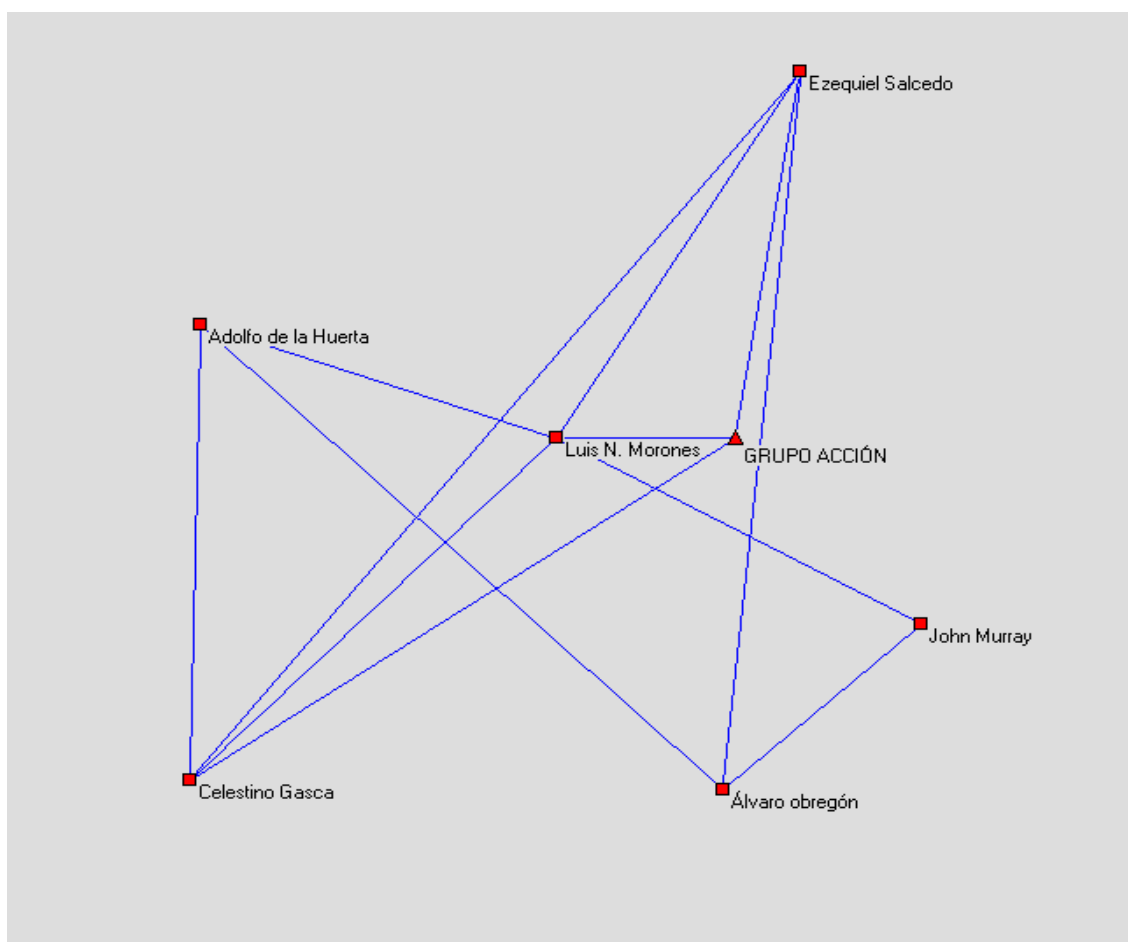 Ezequiel Salcedo
Adolfo de la Huerta
Luis N. Morones
GRUPO ACCIÓN
John Murray
Celestino Gasca
Álvaro obregón